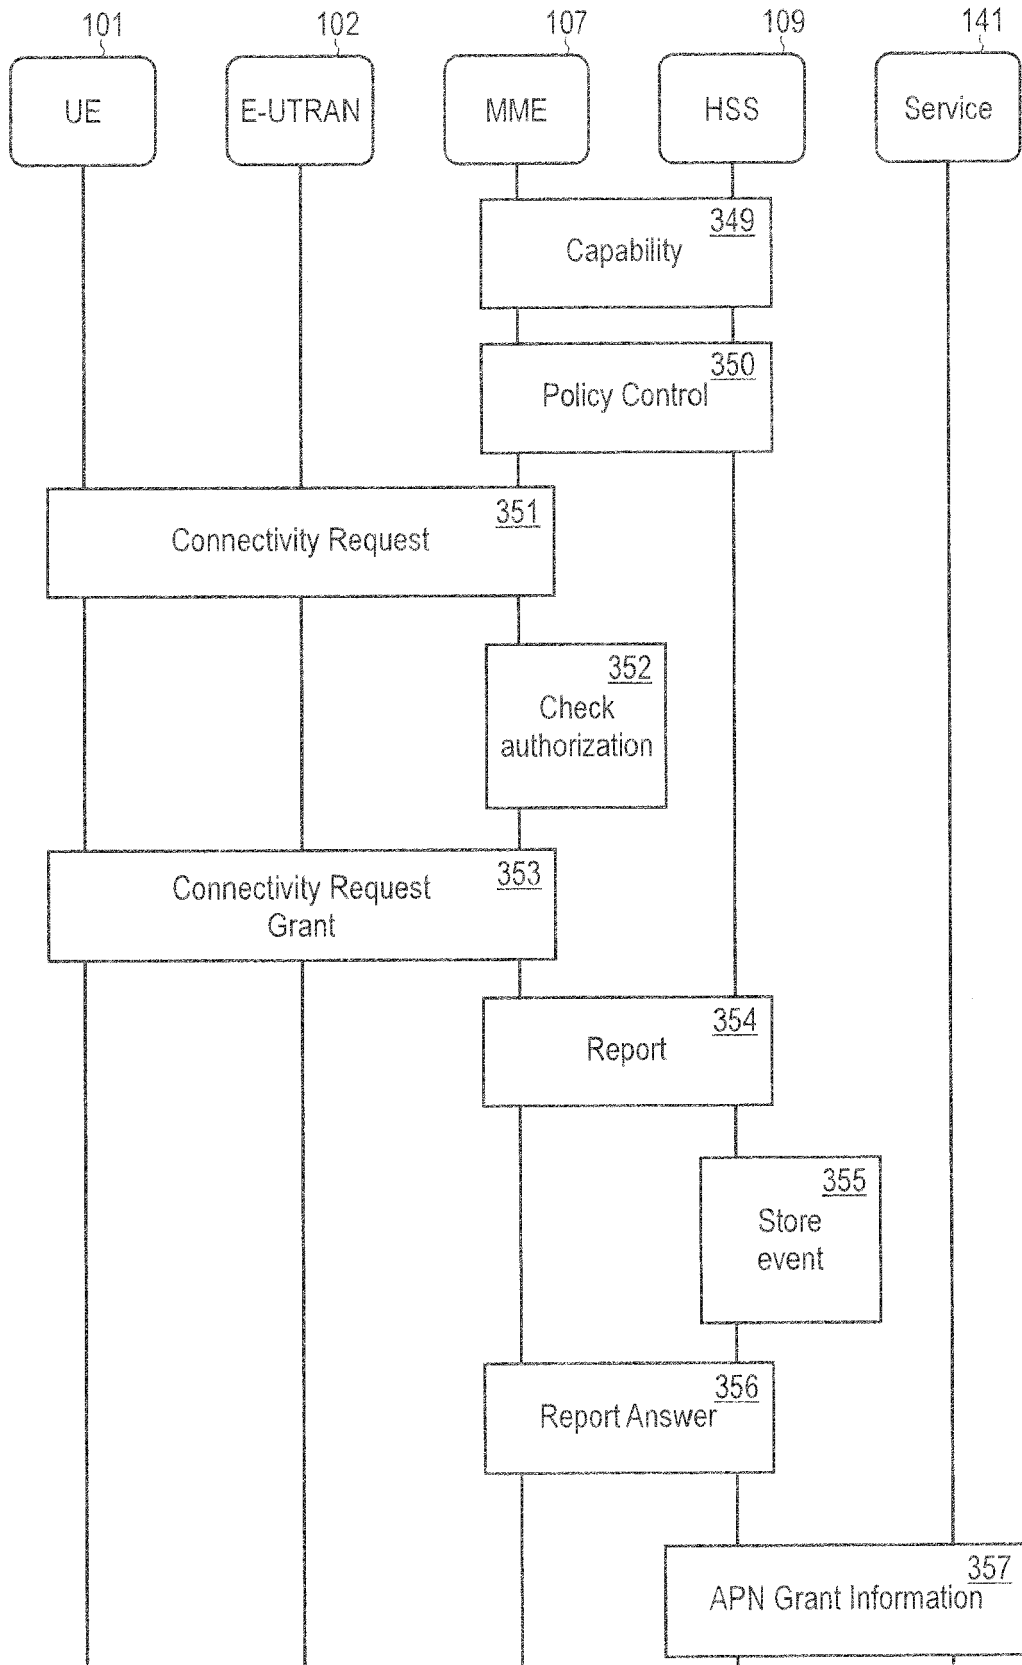 101
102
107
109
141
UE
E-UTRAN
MME
HSS
Service
349
Capability
350
Policy Control
351
Connectivity Request
352
Check
authorization
353
Connectivity Request
Grant
354
Report
355
Store
event
356
Report Answer
357
APN Grant Information